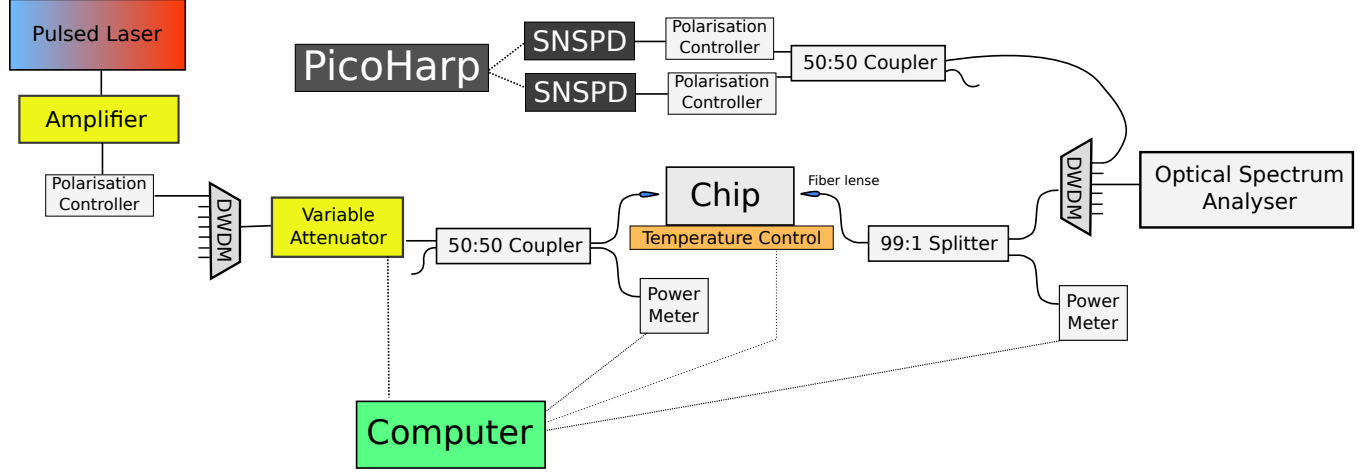 Pulsed Laser
Amplifier
Polarisation
Controller
DWDM
Variable
Attenuator
50:50 Coupler
Power
Meter
Computer
PicoHarp
SNSPD
SNSPD
Polarisation
Controller
Polarisation
Controller
50:50 Coupler
Chip
Temperature Control
Fiber lense
99:1 Splitter
Power
Meter
DWDM
Optical Spectrum
Analyser